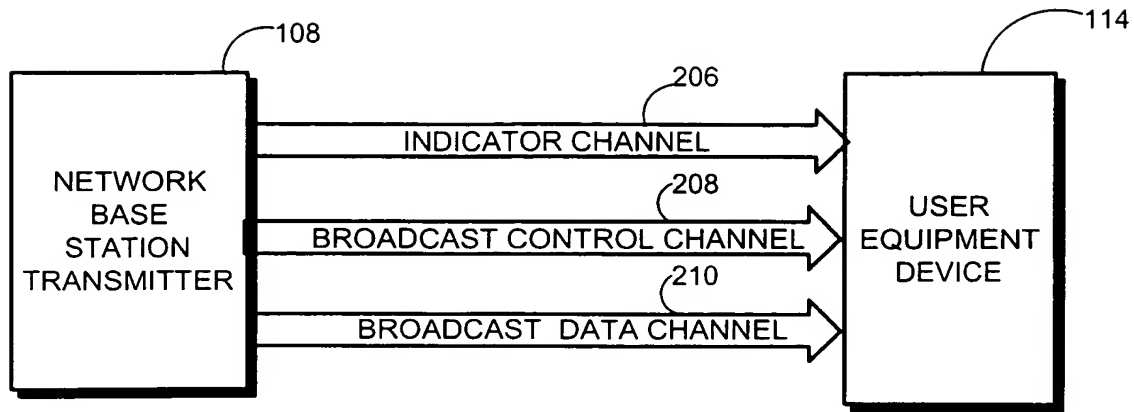 108
114
206
INDICATOR CHANNEL
NETWORK
BASE
STATION
TRANSMITTER
208
BROADCAST CONTROL CHANNEL
USER
EQUIPMENT
DEVICE
210
BROADCAST DATA CHANNEL